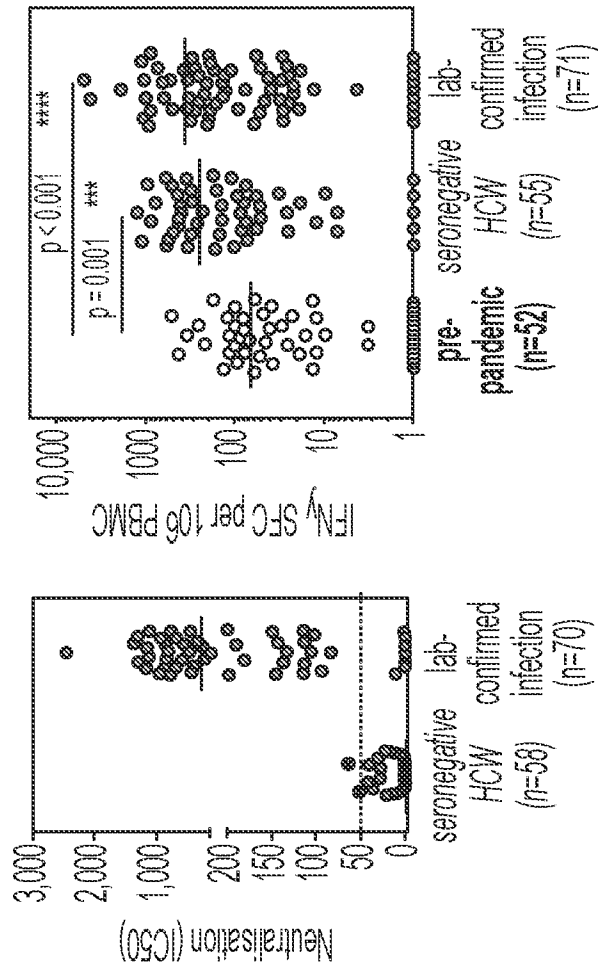 Neutralisation (IC50)
3,000
2,000
1,000
200
150
100
50
0
seronegative
HCW
(n=58)
lab-
confirmed
infection
(n=70)
IFNγ SFC per 10⁶ PBMC
10,000
1000
100
10
1
p < 0.001 ****
p = 0.001 ***
pre-
pandemic
(n=52)
seronegative
HCW
(n=55)
lab-
confirmed
infection
(n=71)